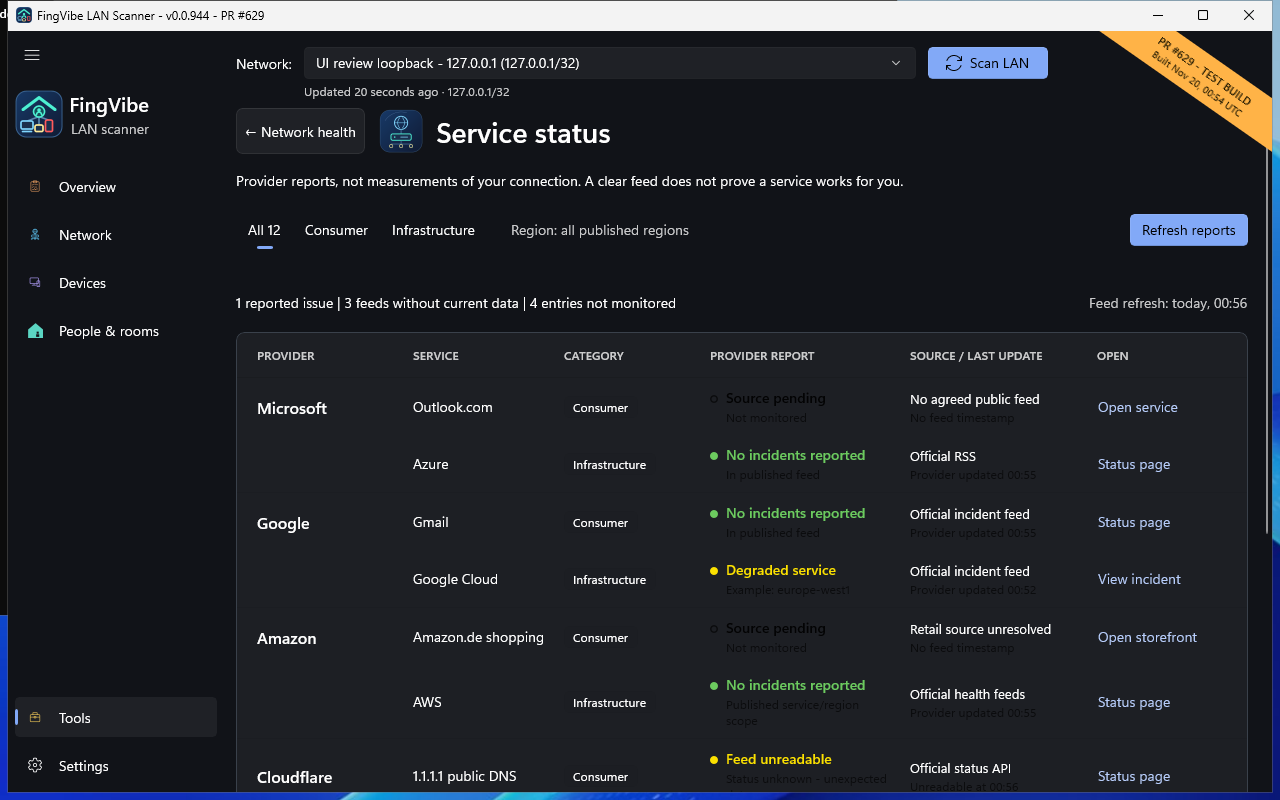 FingVibe LAN Scanner - v0.0.944 - PR #629
PR #629 - TEST BUILD
Built Nov 20, 00:54 UTC
Network:
UI review loopback - 127.0.0.1 (127.0.0.1/32)
Scan LAN
Updated 20 seconds ago · 127.0.0.1/32
FingVibe
LAN scanner
← Network health
Service status
Overview
Network
Devices
People & rooms
Tools
Settings
Provider reports, not measurements of your connection. A clear feed does not prove a service works for you.
All 12 Consumer Infrastructure Region: all published regions
Refresh reports
1 reported issue | 3 feeds without current data | 4 entries not monitored
Feed refresh: today, 00:56
PROVIDER SERVICE CATEGORY PROVIDER REPORT SOURCE / LAST UPDATE OPEN
Microsoft Outlook.com Consumer Source pending No agreed public feed Open service
Not monitored No feed timestamp
Azure Infrastructure No incidents reported Official RSS Status page
In published feed Provider updated 00:55
Google Gmail Consumer No incidents reported Official incident feed Status page
In published feed Provider updated 00:55
Google Cloud Infrastructure Degraded service Official incident feed View incident
Example: europe-west1 Provider updated 00:52
Amazon Amazon.de shopping Consumer Source pending Retail source unresolved Open storefront
Not monitored No feed timestamp
AWS Infrastructure No incidents reported Official health feeds Status page
Published service/region Provider updated 00:55
scope
Cloudflare 1.1.1.1 public DNS Consumer Feed unreadable Official status API Status page
Status unknown - unexpected Unreadable at 00:56